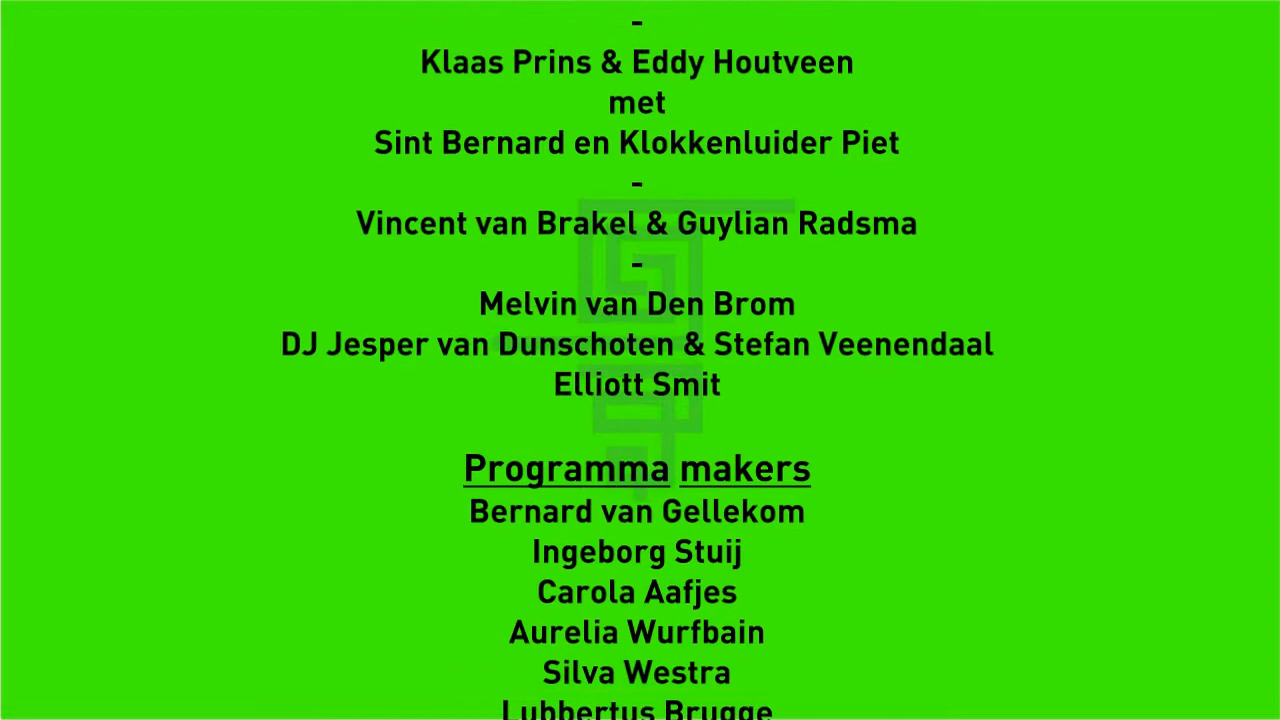 -
Klaas Prins & Eddy Houtveen
met
Sint Bernard en Klokkenluider Piet
-
Vincent van Brakel & Guylian Radsma
-
Melvin van Den Brom
DJ Jesper van Dunschoten & Stefan Veenendaal
Elliott Smit
Programma makers
Bernard van Gellekom
Ingeborg Stuij
Carola Aafjes
Aurelia Wurfbain
Silva Westra
Lubbertus Brugge